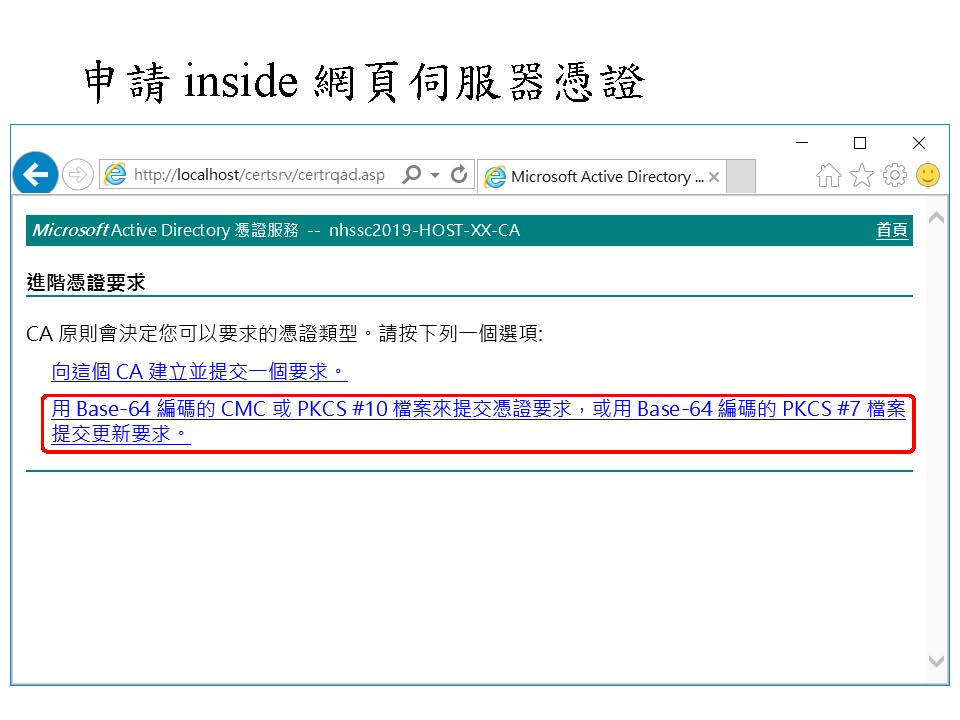 申請 inside 網頁伺服器憑證
http://localhost/certsrv/certrqad.asp
Microsoft Active Directory ...
Microsoft Active Directory 憑證服務 -- nhssc2019-HOST-XX-CA
首頁
進階憑證要求
CA 原則會決定您可以要求的憑證類型。請按下列一個選項:
向這個 CA 建立並提交一個要求。
用 Base-64 編碼的 CMC 或 PKCS #10 檔案來提交憑證要求，或用 Base-64 編碼的 PKCS #7 檔案
提交更新要求。